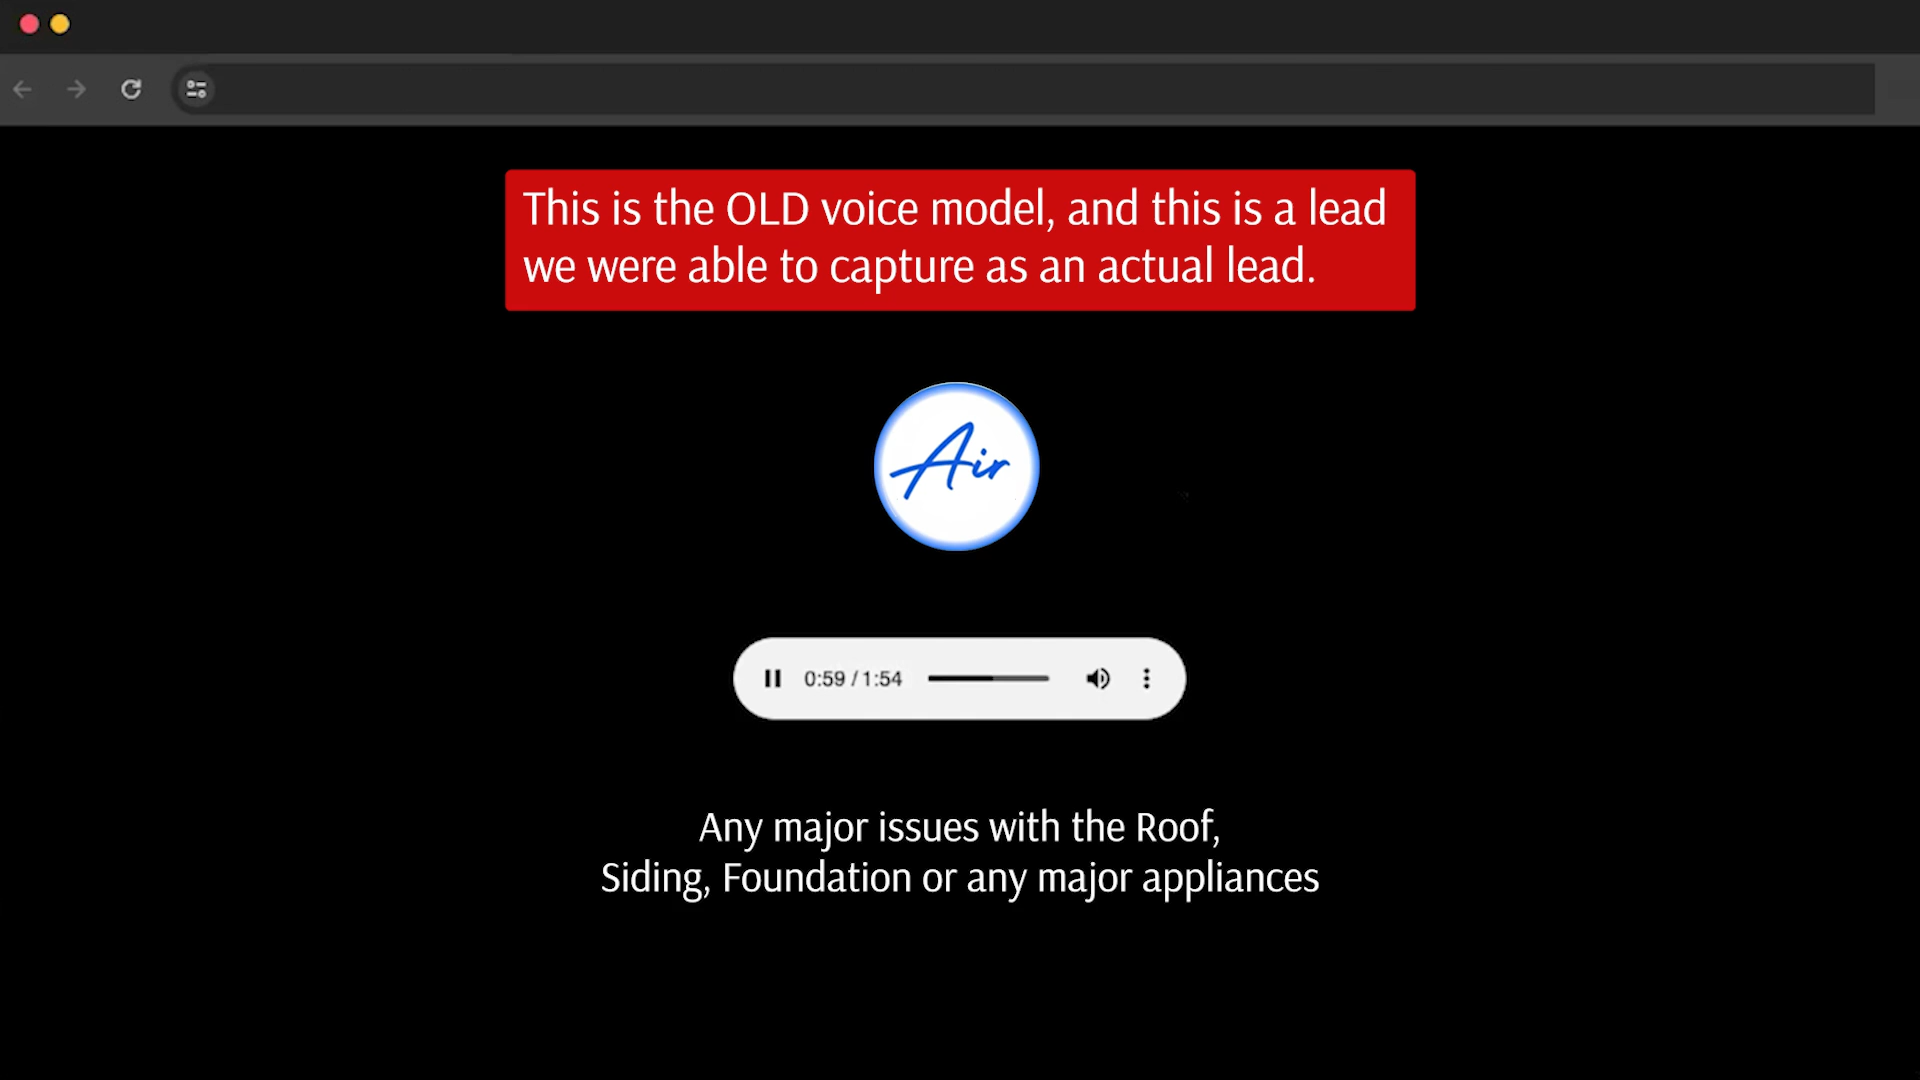 This is the OLD voice model, and this is a lead
we were able to capture as an actual lead.
Air
0:59 / 1:54
Any major issues with the Roof,
Siding, Foundation or any major appliances